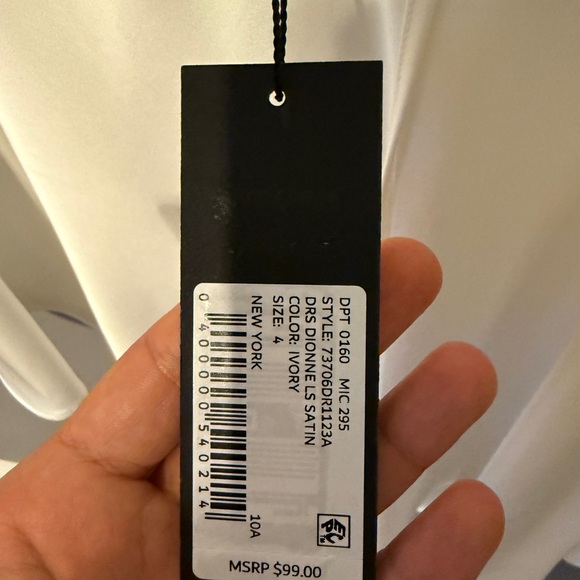 DPT 0160 MIC 295
STYLE: 73706DR1123A
DRS DIONNE LS SATIN
COLOR: IVORY
SIZE: 4
NEW YORK
10A
0 400000 540214
MSRP $99.00